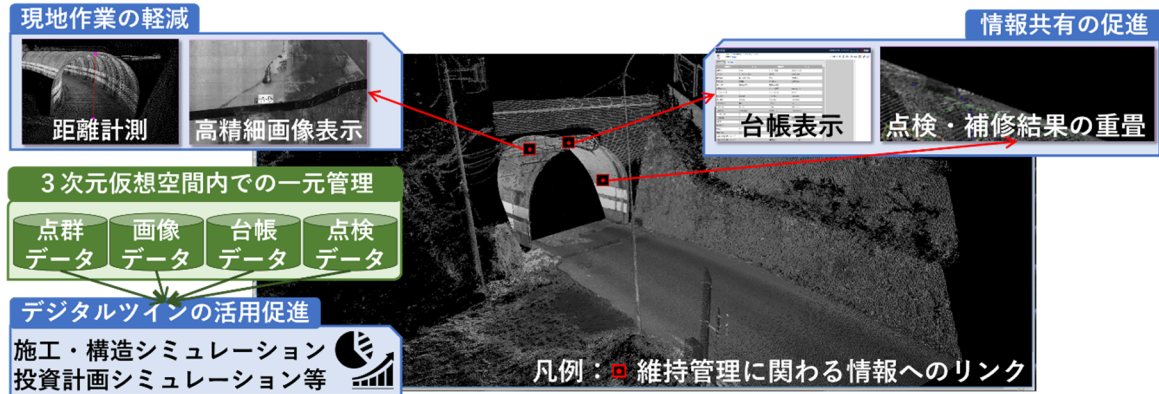 現地作業の軽減
距離計測
高精細画像表示
情報共有の促進
台帳表示
点検・補修結果の重畳
３次元仮想空間内での一元管理
点群
データ
画像
データ
台帳
データ
点検
データ
デジタルツインの活用促進
施工・構造シミュレーション
投資計画シミュレーション等
凡例：維持管理に関わる情報へのリンク